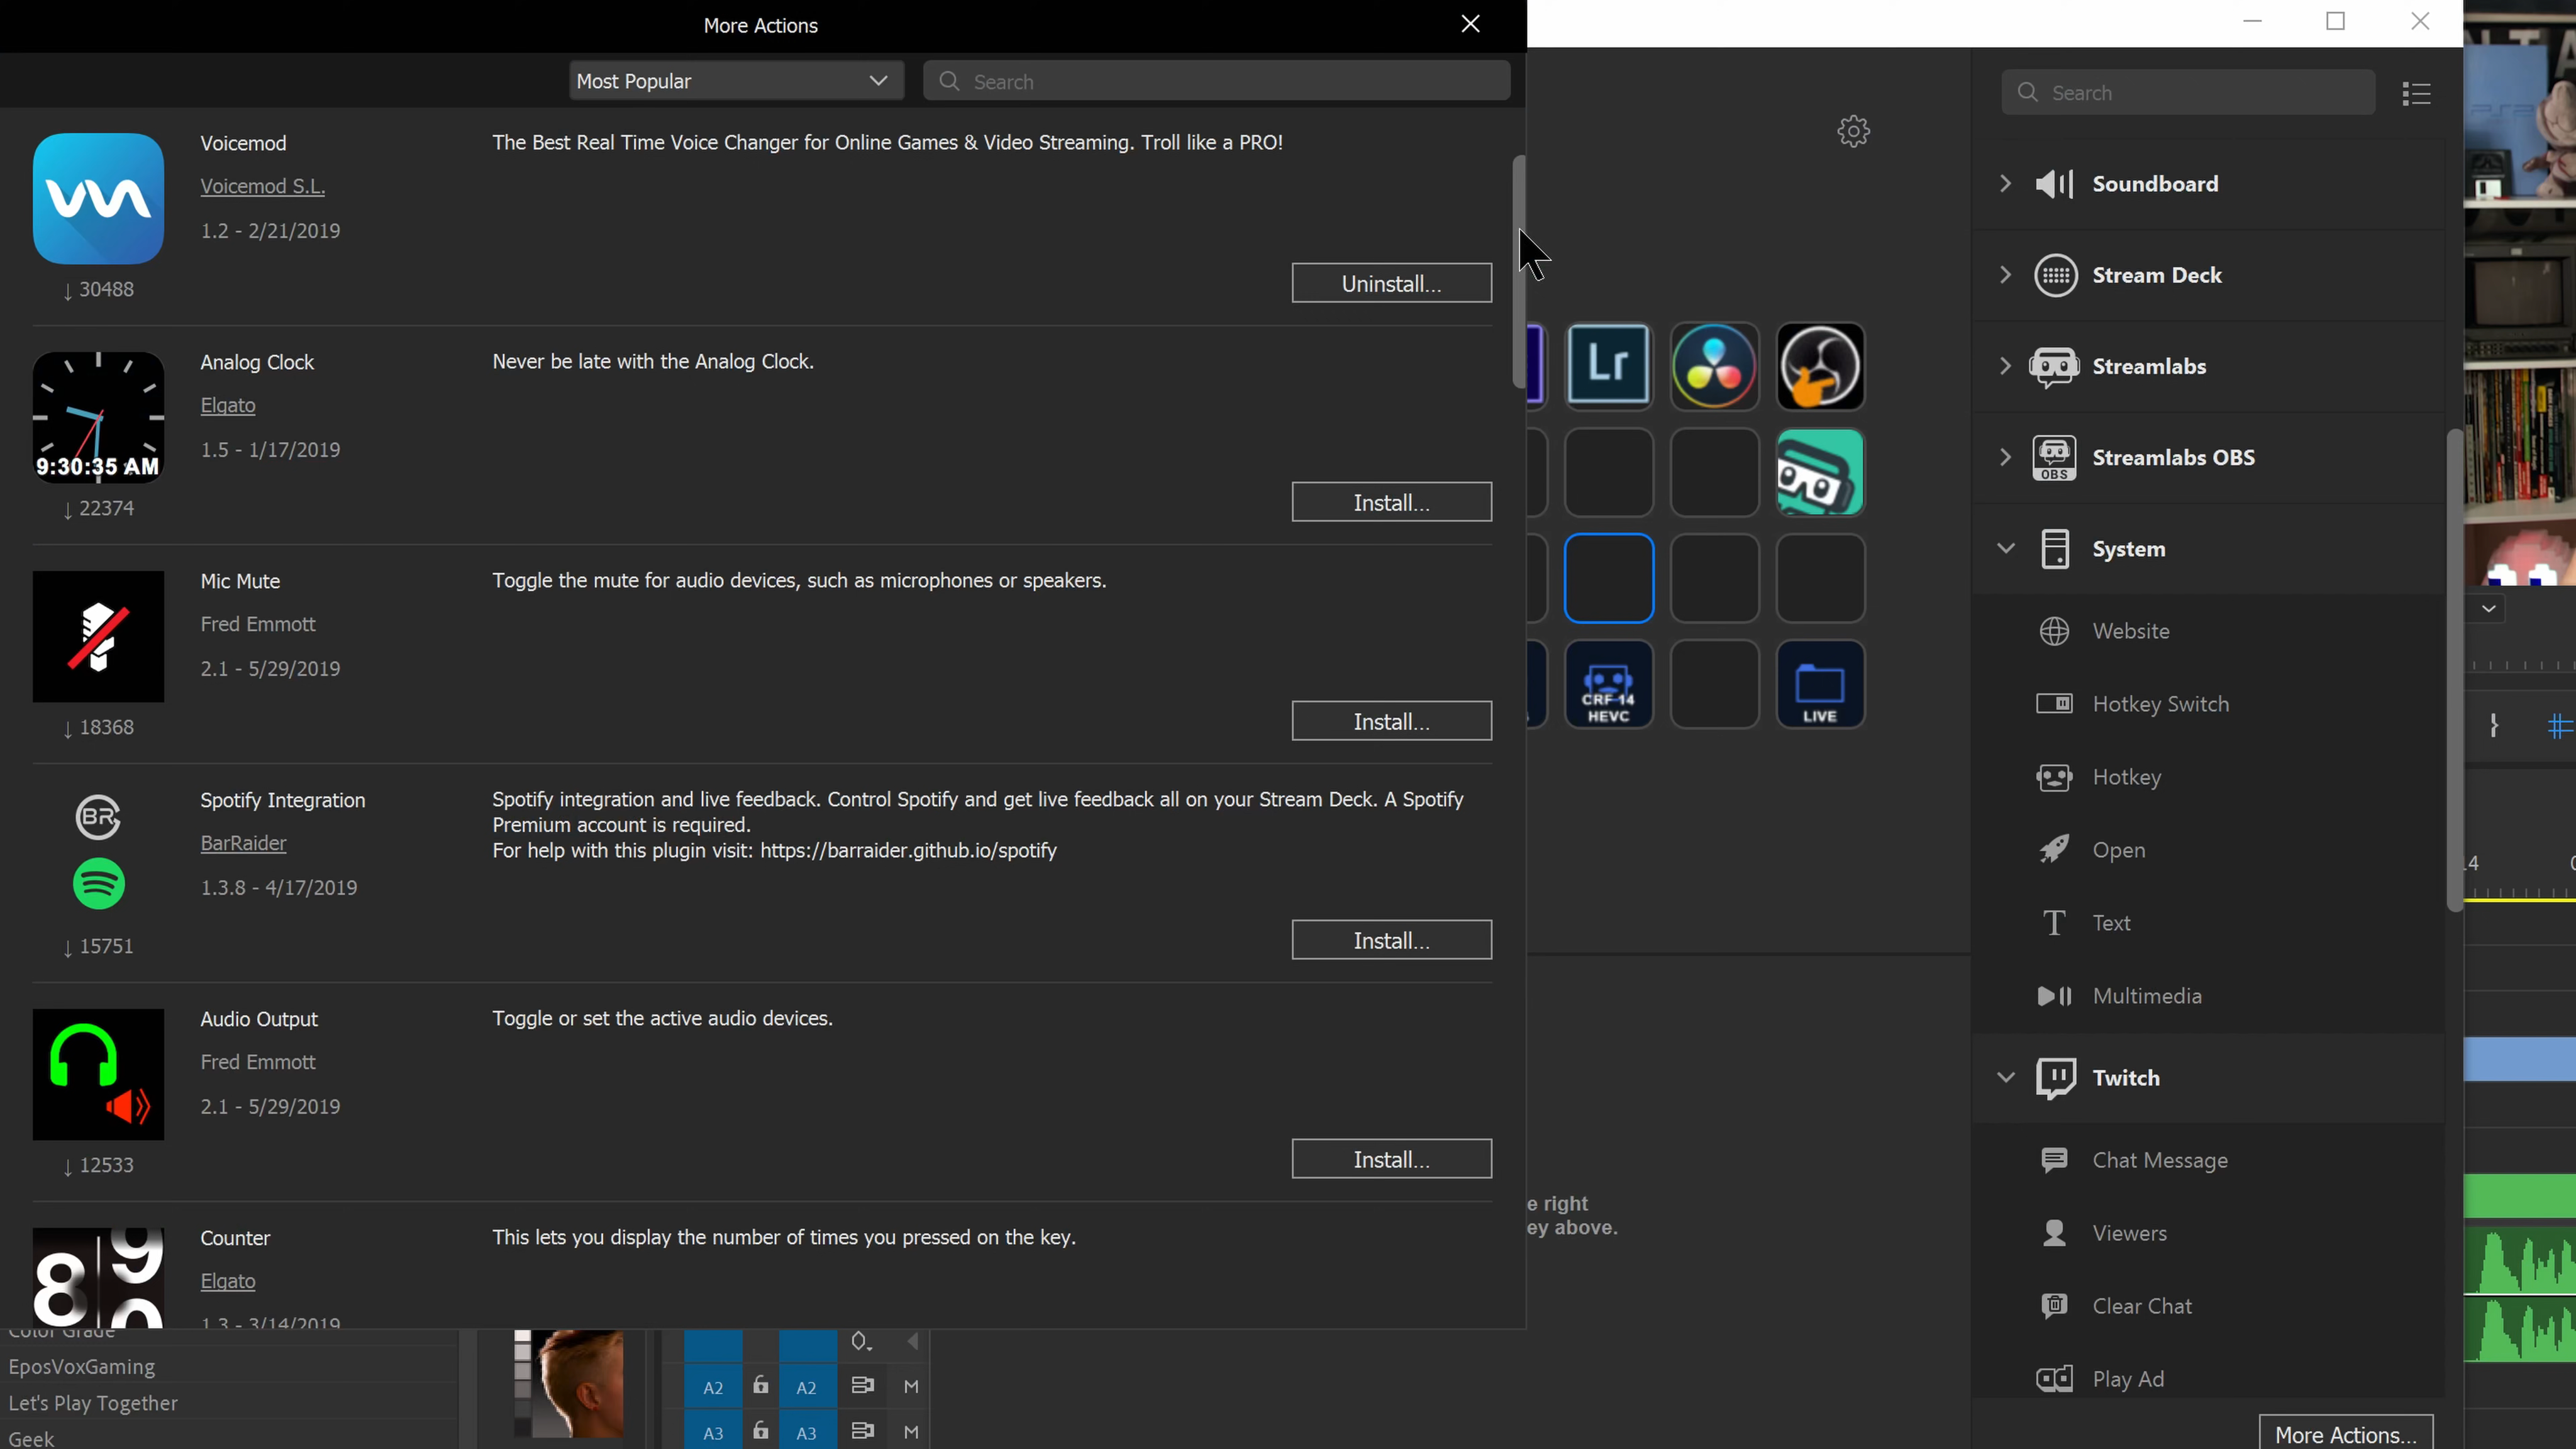 More Actions
Most Popular
Search
Voicemod
The Best Real Time Voice Changer for Online Games & Video Streaming. Troll like a PRO!
Voicemod S.L.
1.2 - 2/21/2019
↓ 30488
Uninstall...
Analog Clock
Never be late with the Analog Clock.
Elgato
1.5 - 1/17/2019
9:30:35 AM
↓ 22374
Install...
Mic Mute
Toggle the mute for audio devices, such as microphones or speakers.
Fred Emmott
2.1 - 5/29/2019
↓ 18368
Install...
BR
Spotify Integration
Spotify integration and live feedback. Control Spotify and get live feedback all on your Stream Deck. A Spotify
Premium account is required.
For help with this plugin visit: https://barraider.github.io/spotify
BarRaider
1.3.8 - 4/17/2019
↓ 15751
Install...
Audio Output
Toggle or set the active audio devices.
Fred Emmott
2.1 - 5/29/2019
↓ 12533
Install...
Counter
This lets you display the number of times you pressed on the key.
Elgato
1.3 - 3/14/2019
Color Grade
EposVoxGaming
Let's Play Together
Geek
A2
A2
M
A3
A3
M
Lr
CRF 14
HEVC
LIVE
e right
ey above.
Search
Soundboard
Stream Deck
Streamlabs
OBS
Streamlabs OBS
System
Website
Hotkey Switch
Hotkey
Open
Text
Multimedia
Twitch
Chat Message
Viewers
Clear Chat
Play Ad
More Actions...